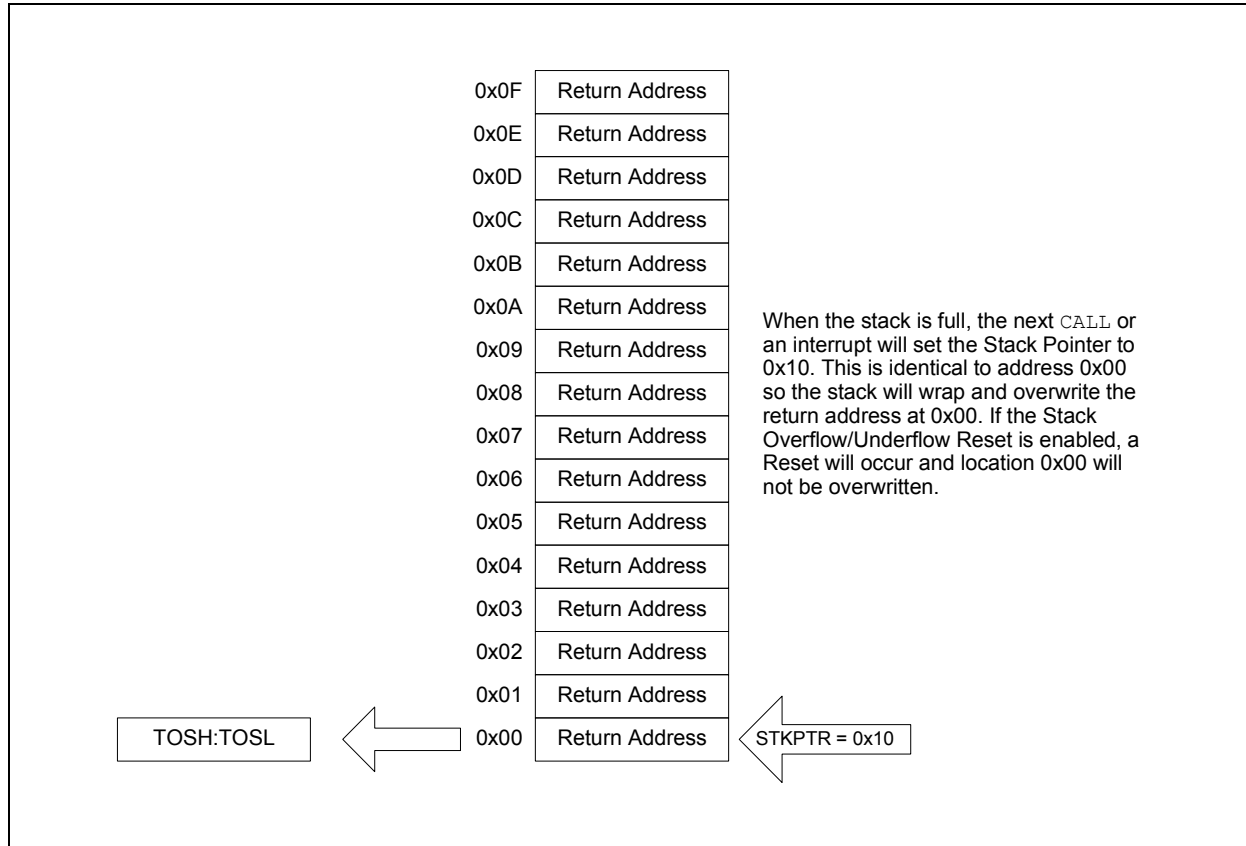 0x0F Return Address
0x0E Return Address
0x0D Return Address
0x0C Return Address
0x0B Return Address
0x0A Return Address
0x09 Return Address
0x08 Return Address
0x07 Return Address
0x06 Return Address
0x05 Return Address
0x04 Return Address
0x03 Return Address
0x02 Return Address
0x01 Return Address
TOSH:TOSL 0x00 Return Address STKPTR = 0x10
When the stack is full, the next CALL or
an interrupt will set the Stack Pointer to
0x10. This is identical to address 0x00
so the stack will wrap and overwrite the
return address at 0x00. If the Stack
Overflow/Underflow Reset is enabled, a
Reset will occur and location 0x00 will
not be overwritten.